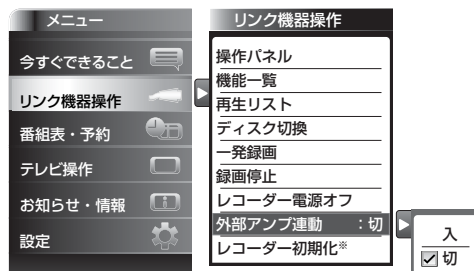 メニュー
今すぐできること
リンク機器操作
番組表・予約
テレビ操作
お知らせ・情報
設定
リンク機器操作
操作パネル
機能一覧
再生リスト
ディスク切換
一発録画
録画停止
レコーダー電源オフ
外部アンプ連動 ：切
レコーダー初期化※
入
切